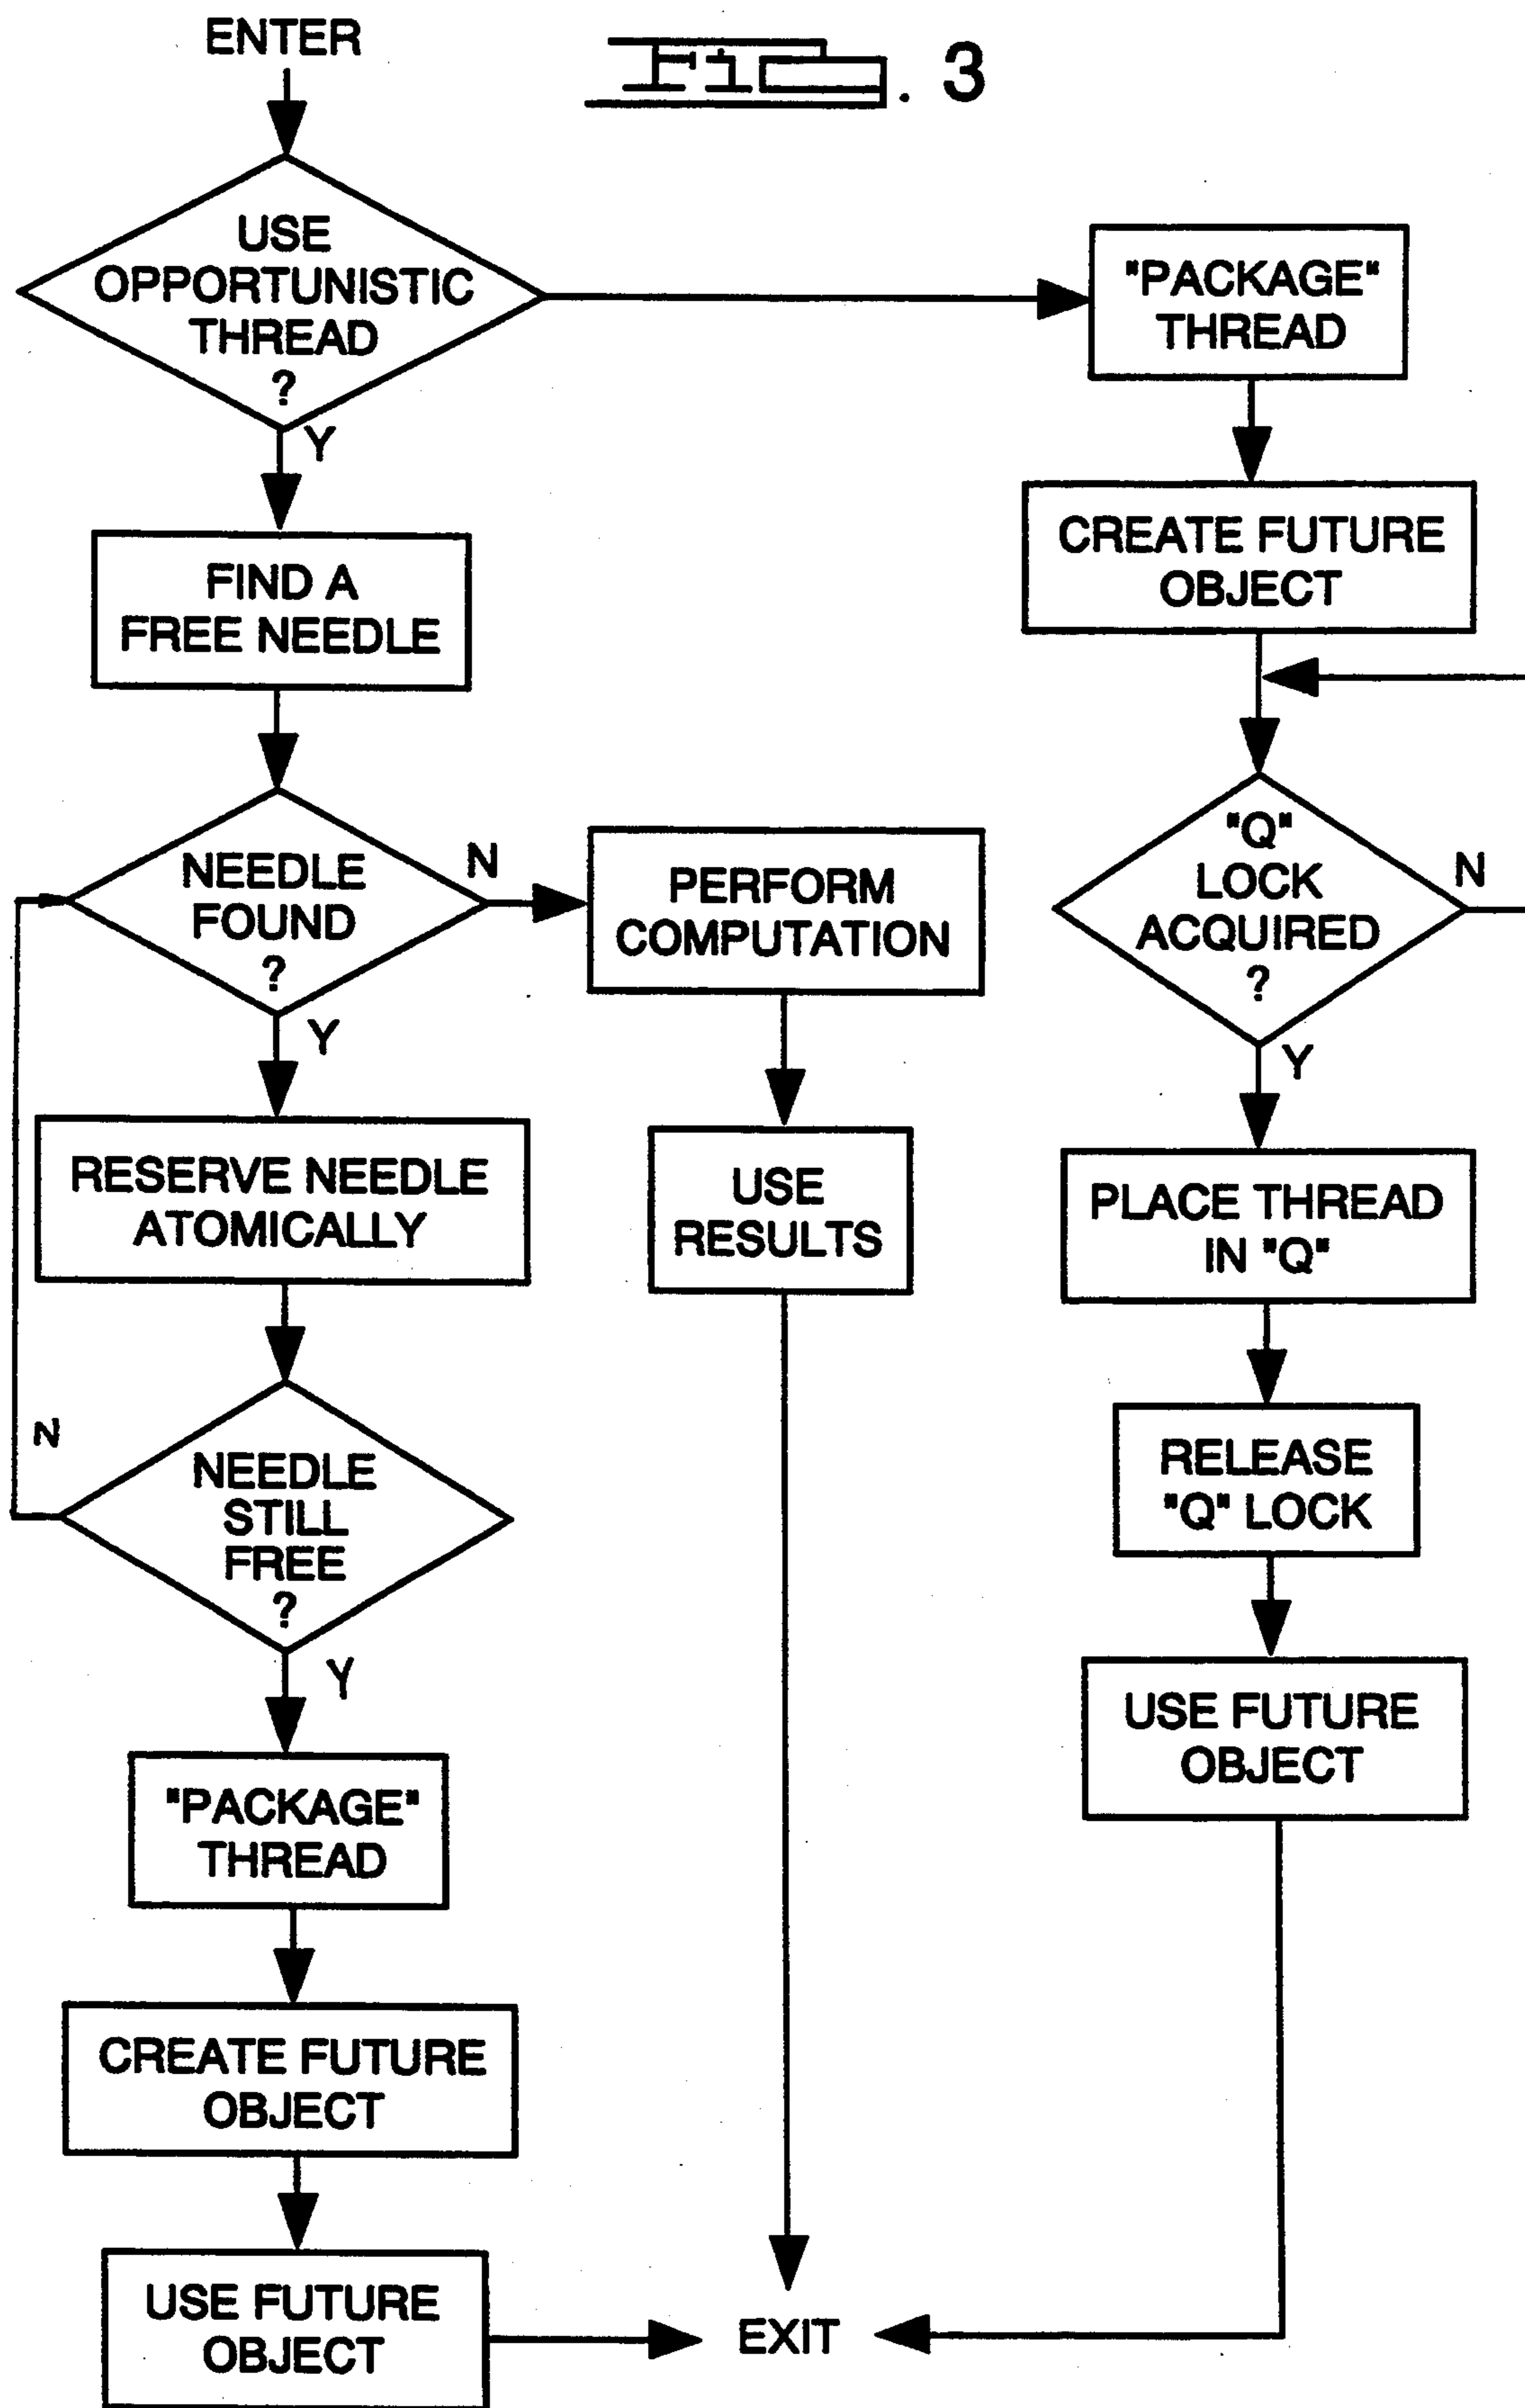 ENTER
FIG. 3
USE
OPPORTUNISTIC
THREAD
?
Y
FIND A
FREE NEEDLE
NEEDLE
FOUND
?
N
Y
RESERVE NEEDLE
ATOMICALLY
NEEDLE
STILL
FREE
?
N
Y
"PACKAGE"
THREAD
CREATE FUTURE
OBJECT
USE FUTURE
OBJECT
PERFORM
COMPUTATION
USE
RESULTS
EXIT
"PACKAGE"
THREAD
CREATE FUTURE
OBJECT
"Q"
LOCK
ACQUIRED
?
N
Y
PLACE THREAD
IN "Q"
RELEASE
"Q" LOCK
USE FUTURE
OBJECT